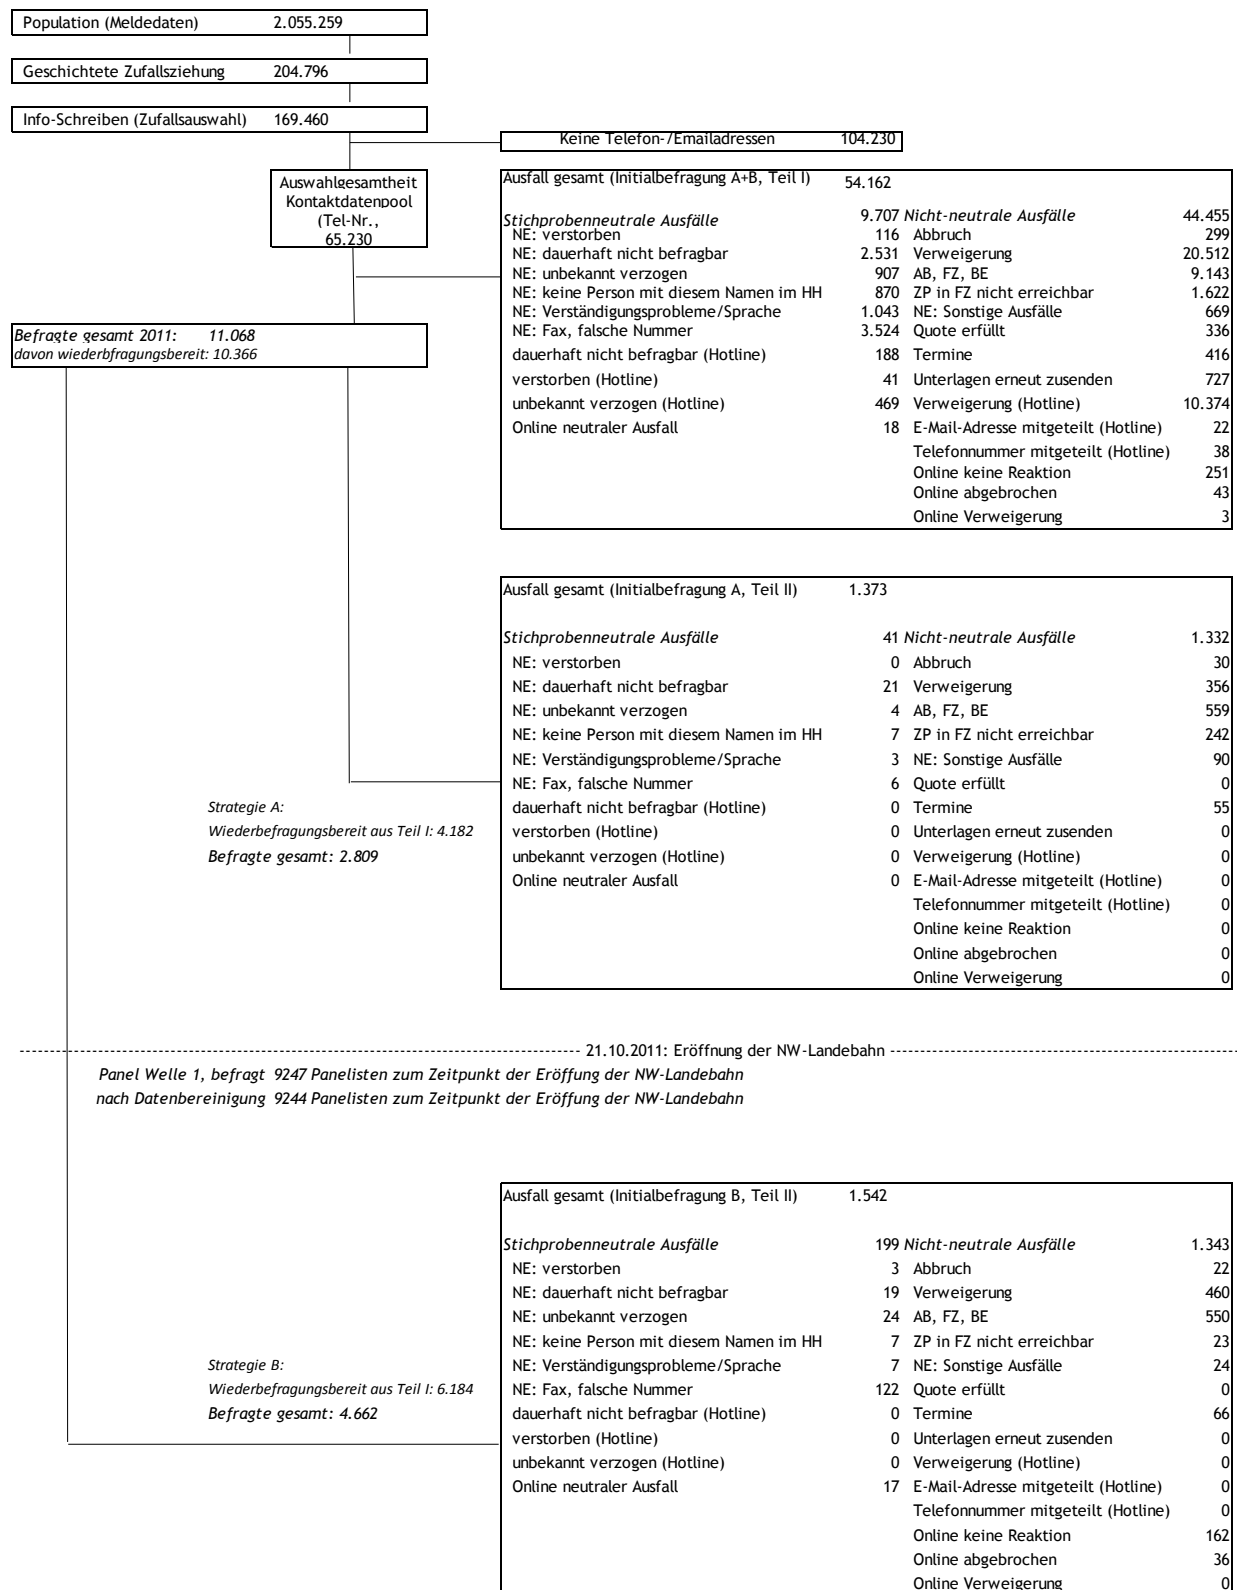 Population (Meldedaten) 2.055.259
Geschichtete Zufallsziehung 204.796
Info-Schreiben (Zufallsauswahl) 169.460
Keine Telefon-/Emailadressen 104.230
Auswahlgesamtheit
Kontaktdatenpool
(Tel-Nr.,
65.230
Ausfall gesamt (Initialbefragung A+B, Teil I) 54.162
Stichprobenneutrale Ausfälle 9.707 Nicht-neutrale Ausfälle 44.455
NE: verstorben 116 Abbruch 299
NE: dauerhaft nicht befragbar 2.531 Verweigerung 20.512
NE: unbekannt verzogen 907 AB, FZ, BE 9.143
NE: keine Person mit diesem Namen im HH 870 ZP in FZ nicht erreichbar 1.622
NE: Verständigungsprobleme/Sprache 1.043 NE: Sonstige Ausfälle 669
NE: Fax, falsche Nummer 3.524 Quote erfüllt 336
dauerhaft nicht befragbar (Hotline) 188 Termine 416
verstorben (Hotline) 41 Unterlagen erneut zusenden 727
unbekannt verzogen (Hotline) 469 Verweigerung (Hotline) 10.374
Online neutraler Ausfall 18 E-Mail-Adresse mitgeteilt (Hotline) 22
Telefonnummer mitgeteilt (Hotline) 38
Online keine Reaktion 251
Online abgebrochen 43
Online Verweigerung 3
Befragte gesamt 2011: 11.068
davon wiederbfragungsbereit: 10.366
Ausfall gesamt (Initialbefragung A, Teil II) 1.373
Stichprobenneutrale Ausfälle 41 Nicht-neutrale Ausfälle 1.332
NE: verstorben 0 Abbruch 30
NE: dauerhaft nicht befragbar 21 Verweigerung 356
NE: unbekannt verzogen 4 AB, FZ, BE 559
NE: keine Person mit diesem Namen im HH 7 ZP in FZ nicht erreichbar 242
NE: Verständigungsprobleme/Sprache 3 NE: Sonstige Ausfälle 90
NE: Fax, falsche Nummer 6 Quote erfüllt 0
dauerhaft nicht befragbar (Hotline) 0 Termine 55
verstorben (Hotline) 0 Unterlagen erneut zusenden 0
unbekannt verzogen (Hotline) 0 Verweigerung (Hotline) 0
Online neutraler Ausfall 0 E-Mail-Adresse mitgeteilt (Hotline) 0
Telefonnummer mitgeteilt (Hotline) 0
Online keine Reaktion 0
Online abgebrochen 0
Online Verweigerung 0
Strategie A:
Wiederbefragungsbereit aus Teil I: 4.182
Befragte gesamt: 2.809
21.10.2011: Eröffnung der NW-Landebahn
Panel Welle 1, befragt 9247 Panelisten zum Zeitpunkt der Eröffung der NW-Landebahn
nach Datenbereinigung 9244 Panelisten zum Zeitpunkt der Eröffung der NW-Landebahn
Ausfall gesamt (Initialbefragung B, Teil II) 1.542
Stichprobenneutrale Ausfälle 199 Nicht-neutrale Ausfälle 1.343
NE: verstorben 3 Abbruch 22
NE: dauerhaft nicht befragbar 19 Verweigerung 460
NE: unbekannt verzogen 24 AB, FZ, BE 550
NE: keine Person mit diesem Namen im HH 7 ZP in FZ nicht erreichbar 23
NE: Verständigungsprobleme/Sprache 7 NE: Sonstige Ausfälle 24
NE: Fax, falsche Nummer 122 Quote erfüllt 0
dauerhaft nicht befragbar (Hotline) 0 Termine 66
verstorben (Hotline) 0 Unterlagen erneut zusenden 0
unbekannt verzogen (Hotline) 0 Verweigerung (Hotline) 0
Online neutraler Ausfall 17 E-Mail-Adresse mitgeteilt (Hotline) 0
Telefonnummer mitgeteilt (Hotline) 0
Online keine Reaktion 162
Online abgebrochen 36
Online Verweigerung 0
Strategie B:
Wiederbefragungsbereit aus Teil I: 6.184
Befragte gesamt: 4.662